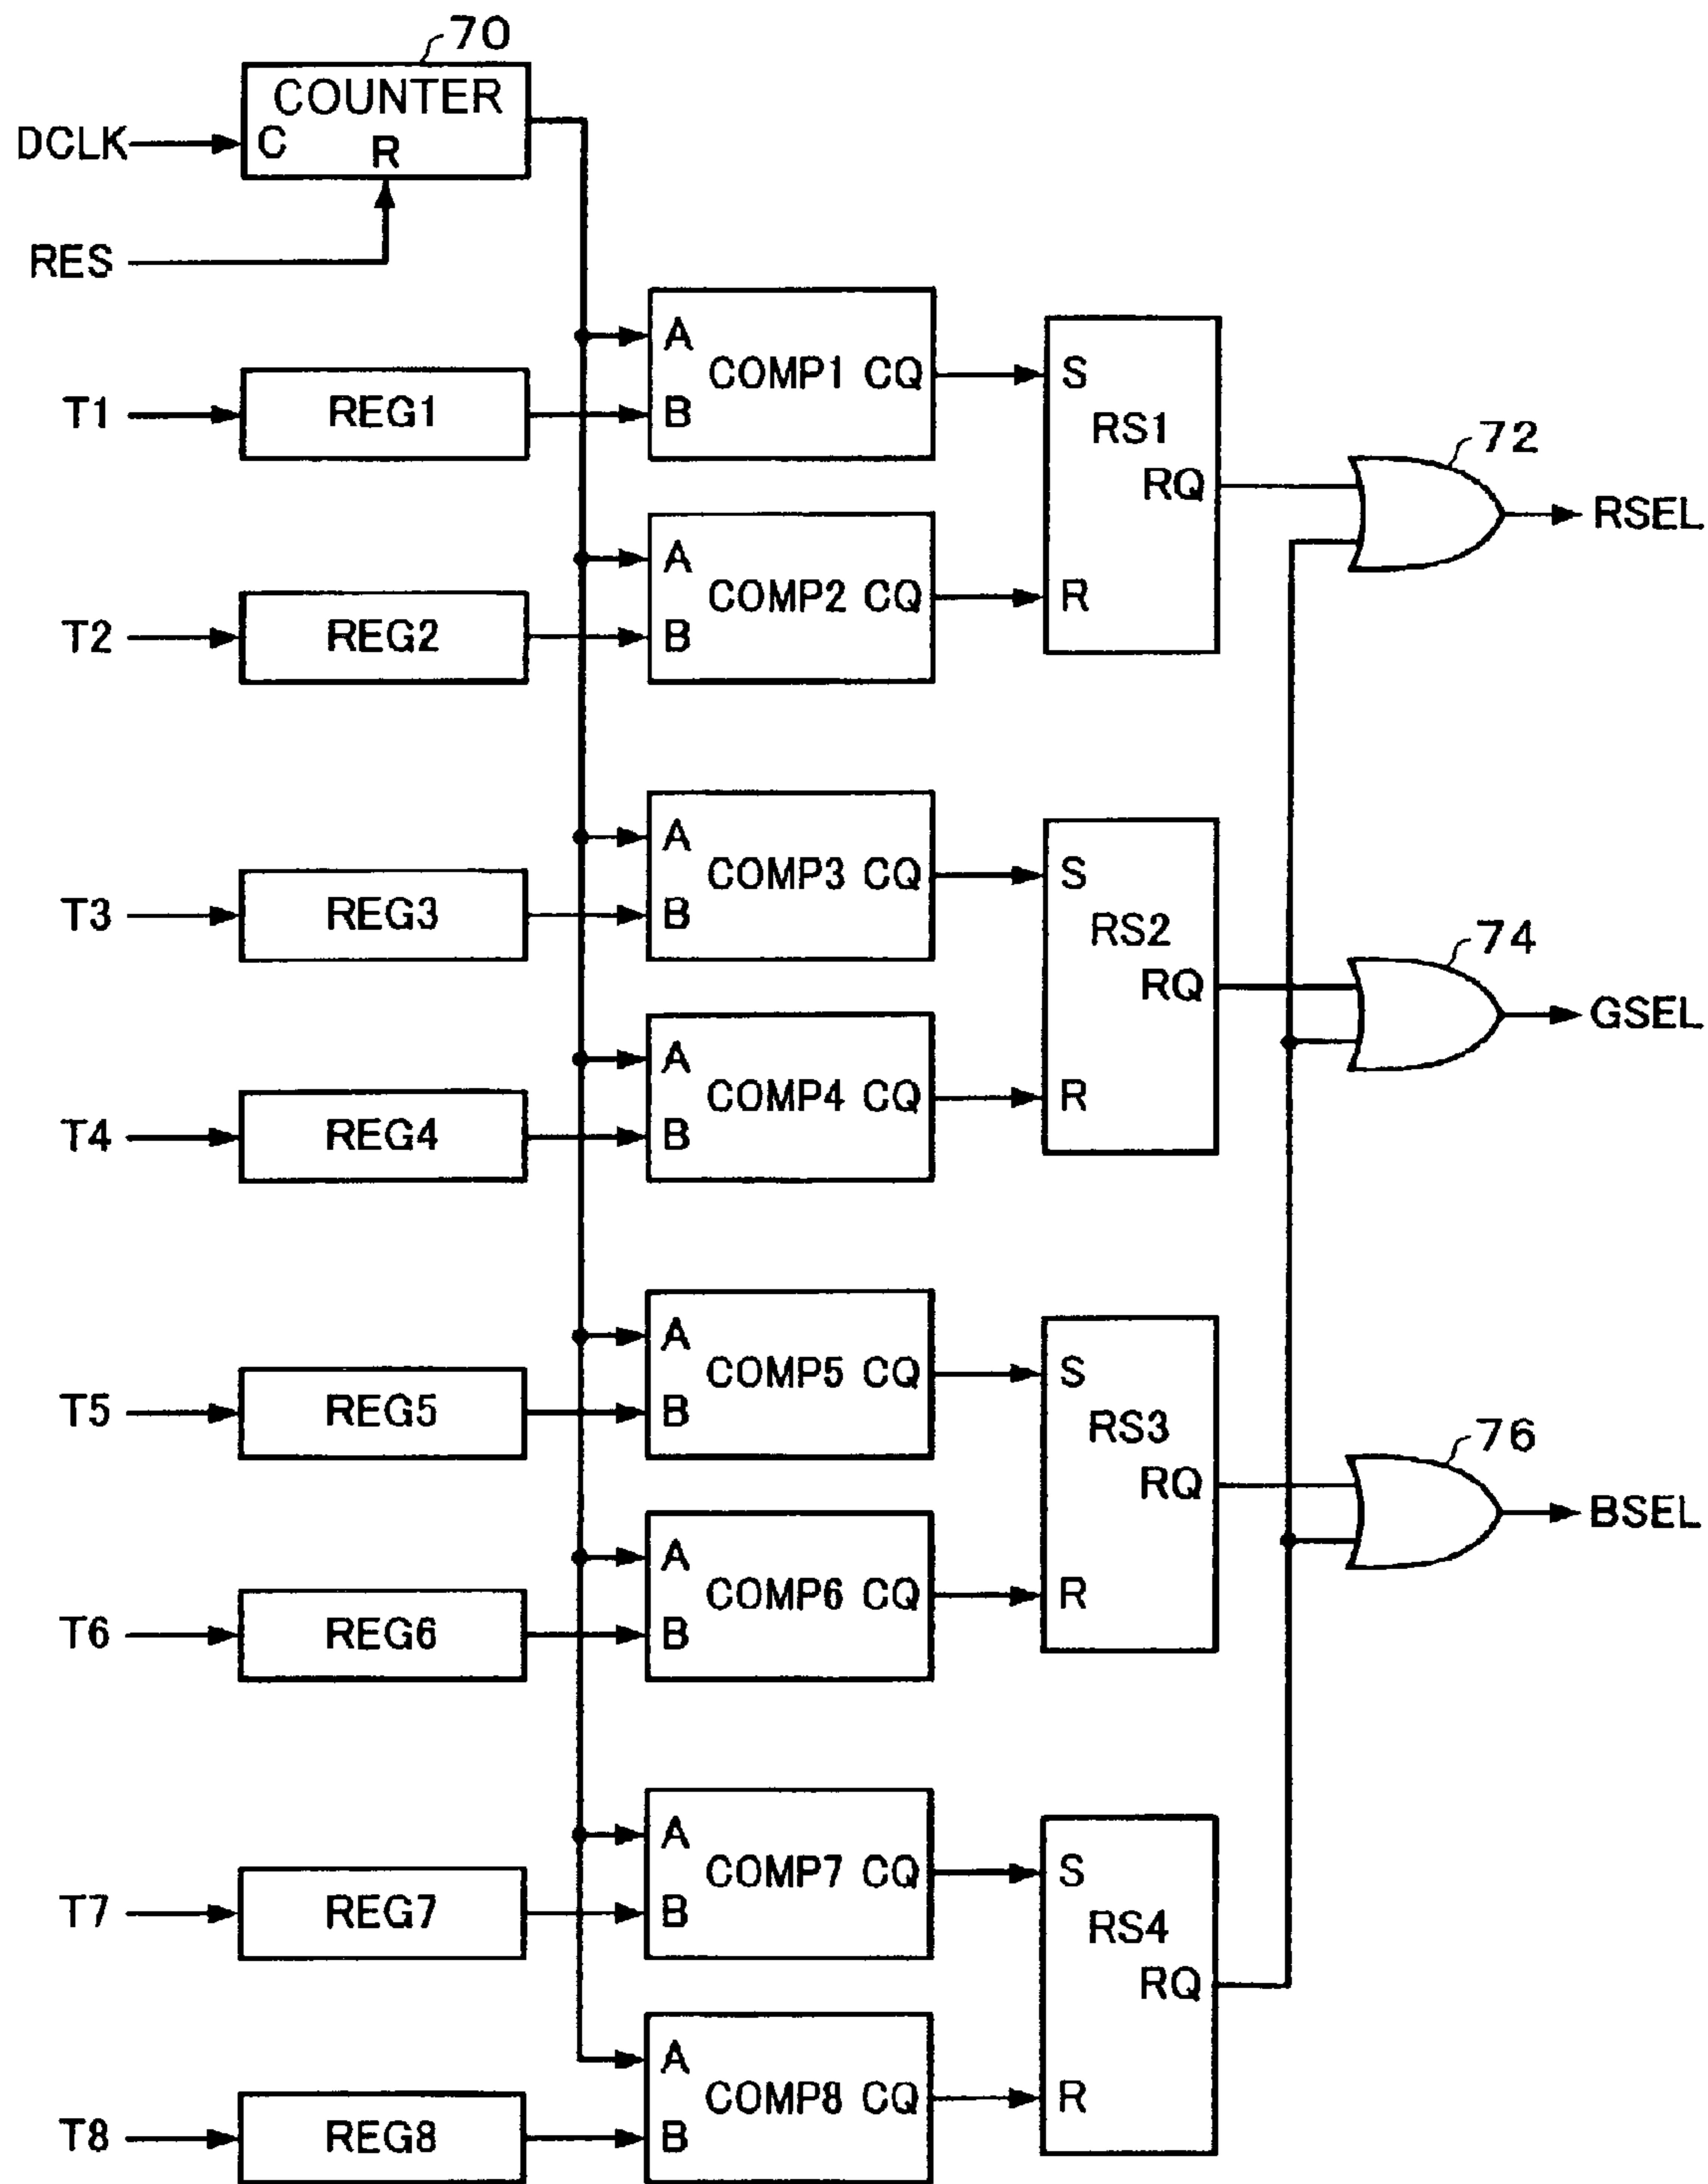 70
COUNTER
DCLK
C
R
RES
A
COMP1 CQ
S
T1
REG1
B
RS1
72
RQ
RSEL
A
COMP2 CQ
R
T2
REG2
B
A
COMP3 CQ
S
T3
REG3
B
RS2
74
RQ
GSEL
A
COMP4 CQ
R
T4
REG4
B
A
COMP5 CQ
S
T5
REG5
B
RS3
76
RQ
BSEL
A
COMP6 CQ
R
T6
REG6
B
A
COMP7 CQ
S
T7
REG7
B
RS4
RQ
A
COMP8 CQ
R
T8
REG8
B